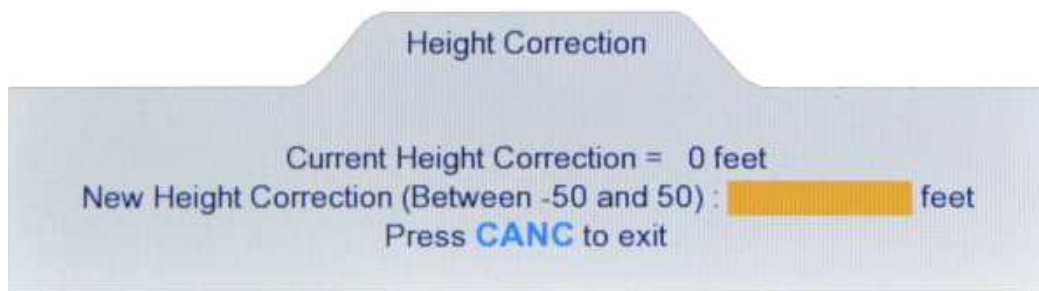 Height Correction
Current Height Correction = 0 feet
New Height Correction (Between -50 and 50) : feet
Press CANC to exit